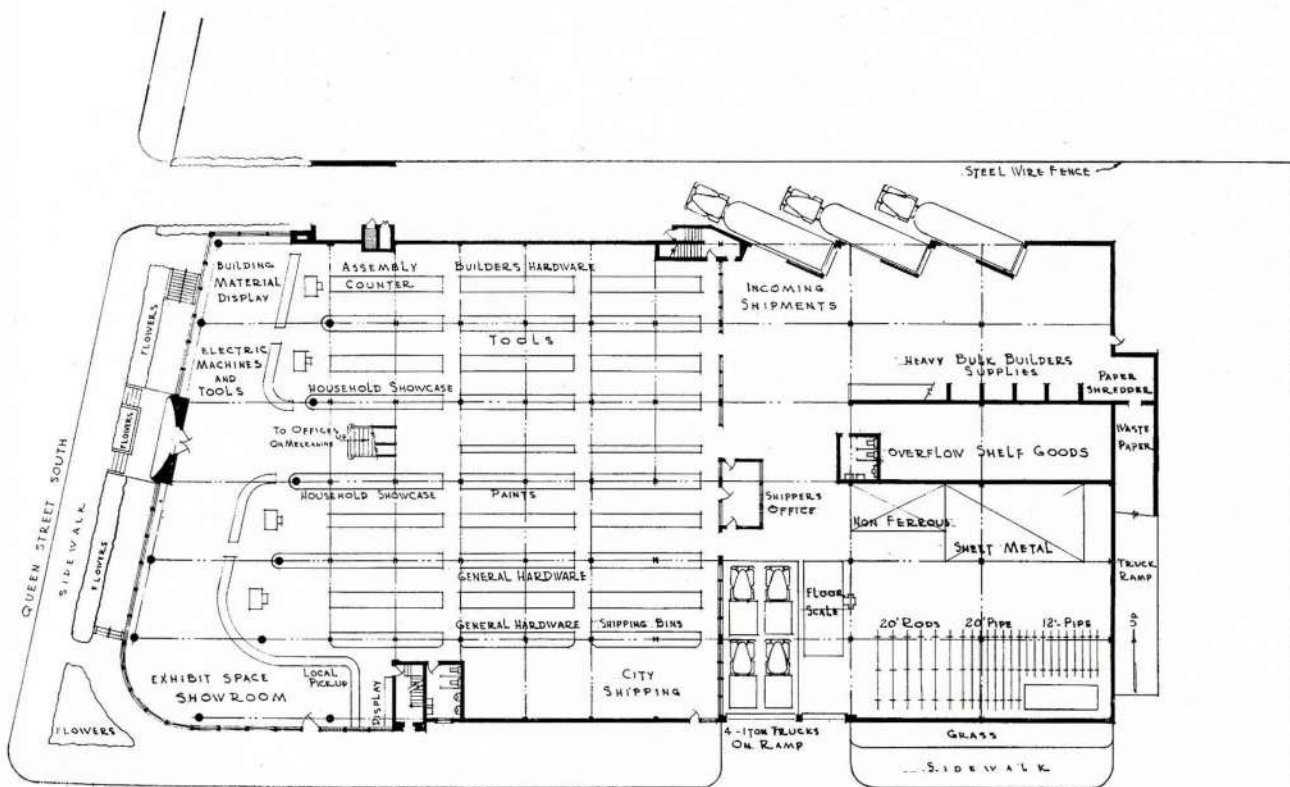 STEEL WIRE FENCE
BUILDING
MATERIAL
DISPLAY
ASSEMBLY
COUNTER
BUILDERS HARDWARE
INCOMING
SHIPMENTS
FLOWERS
ELECTRIC
MACHINES
AND
TOOLS
TOOLS
HEAVY BULK BUILDERS
SUPPLIES
PAPER
SHREDDER
HOUSEHOLD SHOWCASE
FLOWERS
TO OFFICES
ON MEZZANINE
UP
WASTE
PAPER
OVERFLOW SHELF GOODS
QUEEN STREET SOUTH
SIDEWALK
HOUSEHOLD SHOWCASE
PAINTS
SHIPPERS
OFFICE
NON FERROUS
SHEET METAL
FLOWERS
GENERAL HARDWARE
FLOOR
SCALE
TRUCK
RAMP
GENERAL HARDWARE
SHIPPING BINS
20' RODS
20' PIPE
12'-PIPE
EXHIBIT SPACE
SHOWROOM
LOCAL
PICK-UP
DISPLAY
CITY
SHIPPING
FLOWERS
4-1TON TRUCKS
ON RAMP
GRASS
SIDEWALK